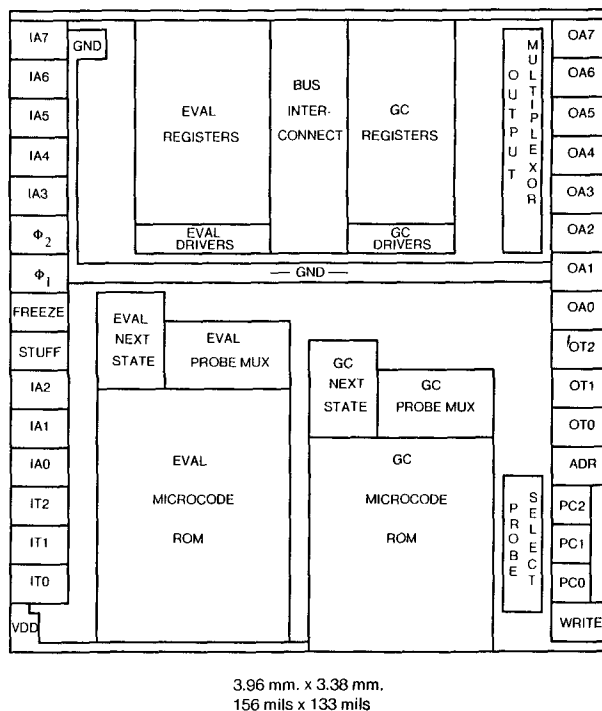 IA7
IA6
IA5
IA4
IA3
Φ2
Φ1
FREEZE
STUFF
IA2
IA1
IA0
IT2
IT1
IT0
VDD
GND
EVAL
REGISTERS
BUS
INTER-
CONNECT
GC
REGISTERS
OUTPUT
MULTIPLEXOR
EVAL
DRIVERS
GC
DRIVERS
GND
EVAL
NEXT
STATE
EVAL
PROBE MUX
GC
NEXT
STATE
GC
PROBE MUX
EVAL
MICROCODE
ROM
GC
MICROCODE
ROM
PROBE
SELECT
OA7
OA6
OA5
OA4
OA3
OA2
OA1
OA0
OT2
OT1
OT0
ADR
PC2
PC1
PC0
WRITE
3.96 mm. x 3.38 mm,
156 mils x 133 mils